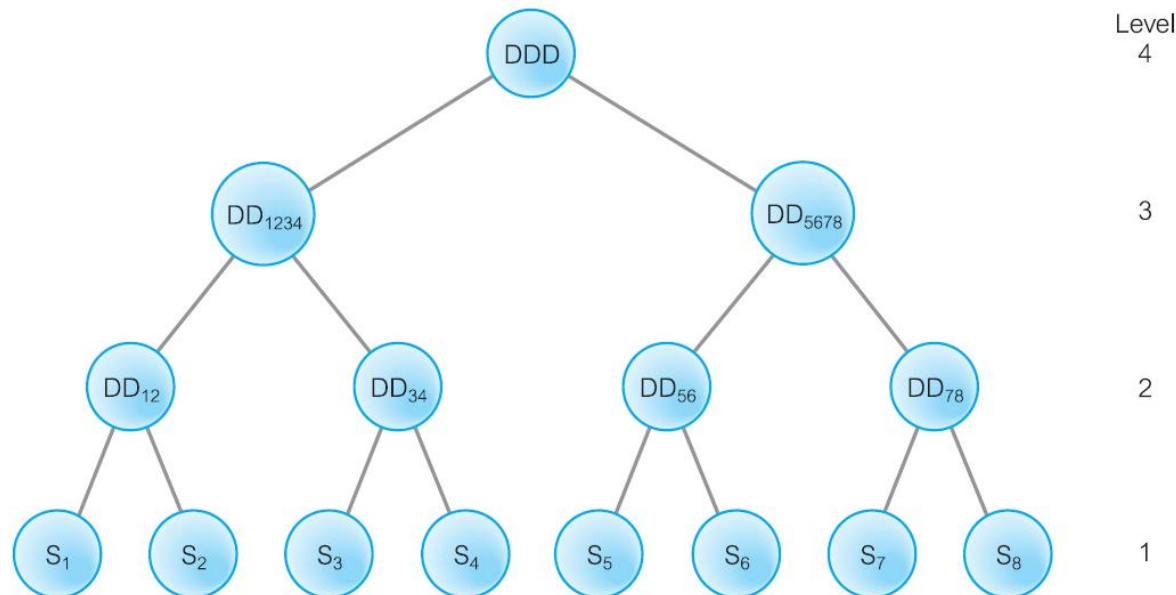 Level
DDD 4
DD₁₂₃₄ DD₅₆₇₈ 3
DD₁₂ DD₃₄ DD₅₆ DD₇₈ 2
S₁ S₂ S₃ S₄ S₅ S₆ S₇ S₈ 1